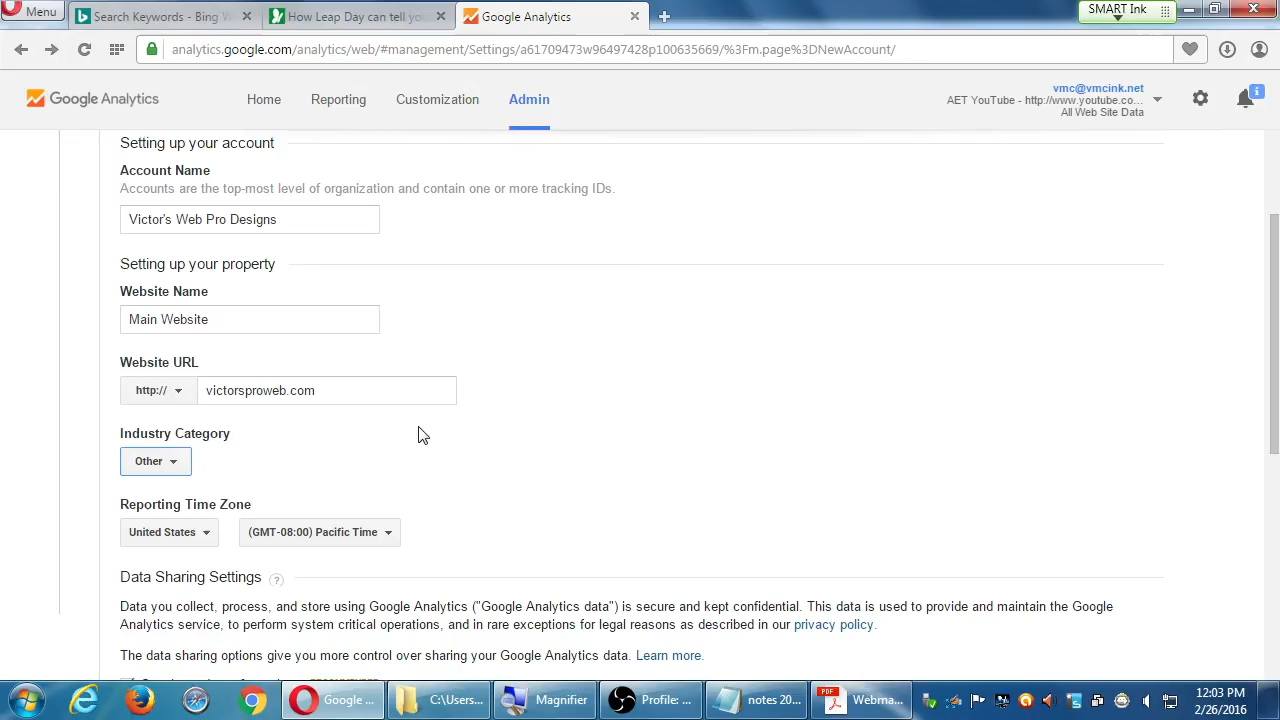 Menu
Search Keywords - Bing
How Leap Day can tell you
Google Analytics
SMART Ink
analytics.google.com/analytics/web/#management/Settings/a61709473w96497428p100635669/%3Fm.page%3DNewAccount/
Google Analytics
Home
Reporting
Customization
Admin
vmc@vmcink.net
AET YouTube - http://www.youtube.co...
All Web Site Data
Setting up your account
Account Name
Accounts are the top-most level of organization and contain one or more tracking IDs.
Victor's Web Pro Designs
Setting up your property
Website Name
Main Website
Website URL
http://
victorsproweb.com
Industry Category
Other
Reporting Time Zone
United States
(GMT-08:00) Pacific Time
Data Sharing Settings ?
Data you collect, process, and store using Google Analytics ("Google Analytics data") is secure and kept confidential. This data is used to provide and maintain the Google
Analytics service, to perform system critical operations, and in rare exceptions for legal reasons as described in our privacy policy.
The data sharing options give you more control over sharing your Google Analytics data. Learn more.
Google ...
C:\Users...
Magnifier
Profile: ...
notes 20...
PDF
Webma...
12:03 PM
2/26/2016